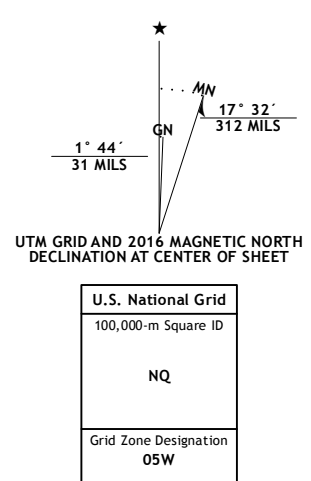 ★
MN
GN
17° 32´
312 MILS
1° 44´
31 MILS
UTM GRID AND 2016 MAGNETIC NORTH
DECLINATION AT CENTER OF SHEET
U.S. National Grid
100,000-m Square ID
NQ
Grid Zone Designation
05W